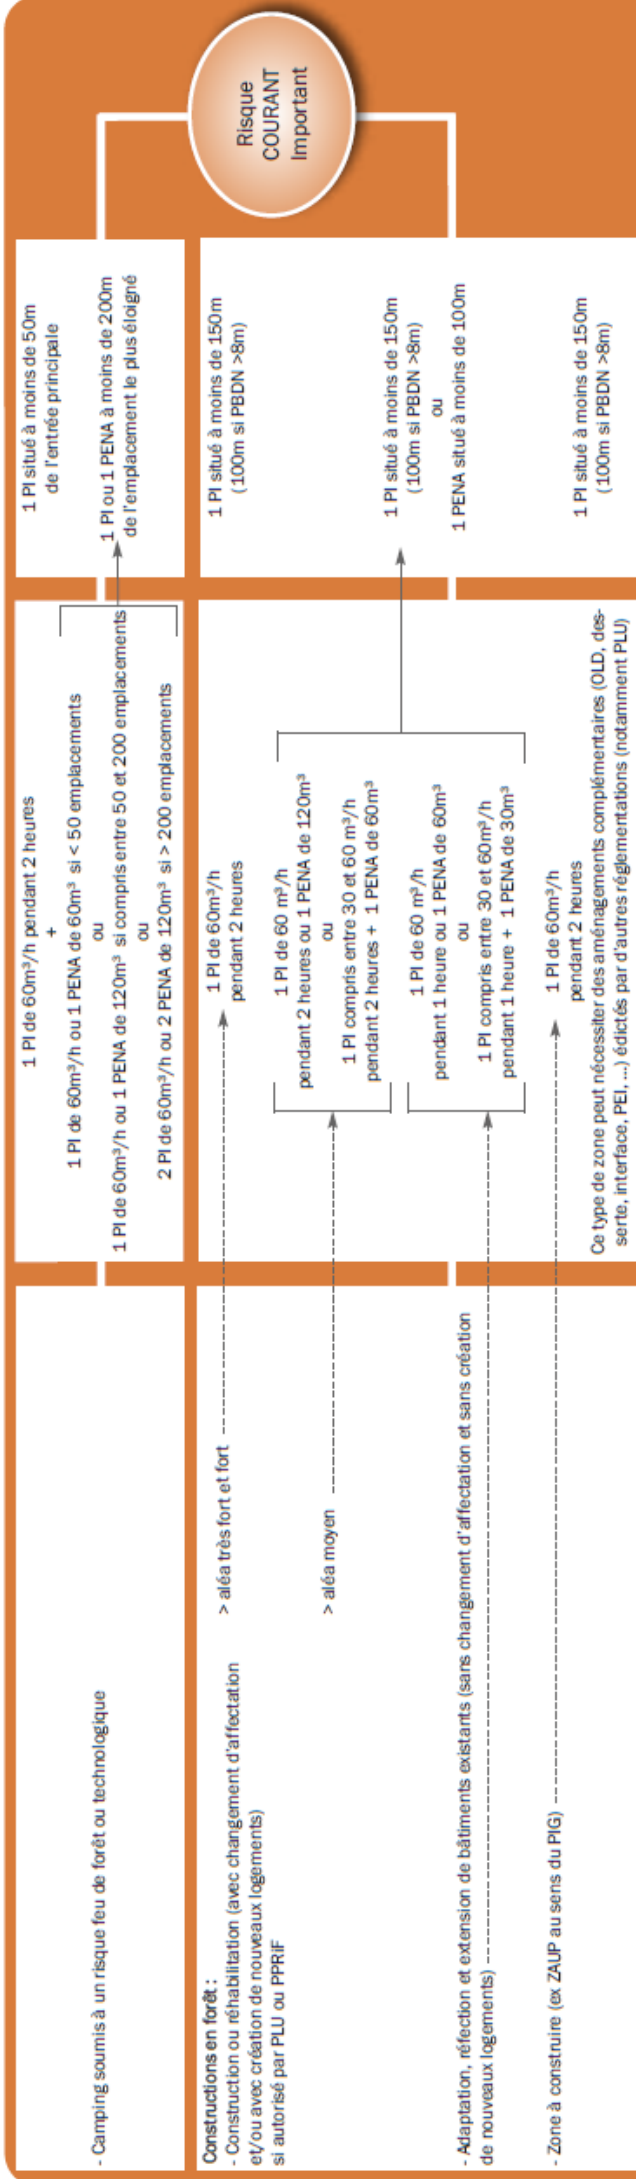 - Camping soumis à un risque feu de forêt ou technologique
1 PI de 60m³/h pendant 2 heures
+
1 PI de 60m³/h ou 1 PENA de 60m³ si < 50 emplacements
ou
1 PI de 60m³/h ou 1 PENA de 120m³ si compris entre 50 et 200 emplacements
ou
2 PI de 60m³/h ou 2 PENA de 120m³ si > 200 emplacements
1 PI situé à moins de 50m
de l'entrée principale
1 PI ou 1 PENA à moins de 200m
de l'emplacement le plus éloigné
Constructions en forêt :
- Construction ou réhabilitation (avec changement d'affectation
et/ou avec création de nouveaux logements)
si autorisé par PLU ou PPRiF
> aléa très fort et fort
1 PI de 60m³/h
pendant 2 heures
1 PI situé à moins de 150m
(100m si PBDN >8m)
> aléa moyen
1 PI de 60 m³/h
pendant 2 heures ou 1 PENA de 120m³
ou
1 PI compris entre 30 et 60 m³/h
pendant 2 heures + 1 PENA de 60m³
- Adaptation, réfection et extension de bâtiments existants (sans changement d'affectation et sans création
de nouveaux logements)
1 PI de 60 m³/h
pendant 1 heure ou 1 PENA de 60m³
ou
1 PI compris entre 30 et 60m³/h
pendant 1 heure + 1 PENA de 30m³
1 PI situé à moins de 150m
(100m si PBDN >8m)
ou
1 PENA situé à moins de 100m
- Zone à construire (ex ZAUP au sens du PIG)
1 PI de 60m³/h
pendant 2 heures
1 PI situé à moins de 150m
(100m si PBDN >8m)
Ce type de zone peut nécessiter des aménagements complémentaires (OLD, des-
serte, interface, PEI, ...) édictés par d'autres réglementations (notamment PLU)
Risque
COURANT
Important